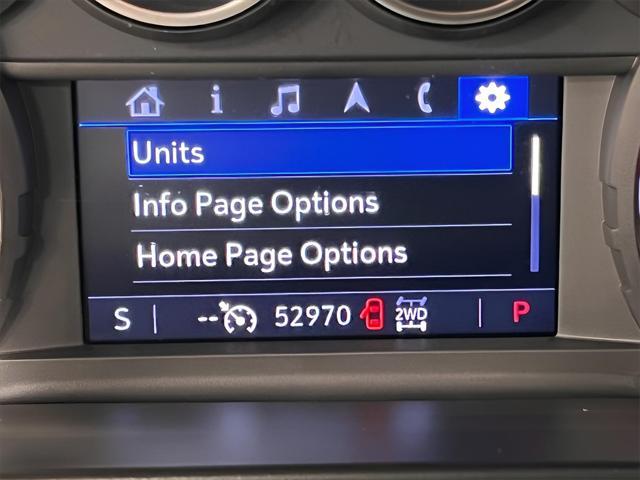 i
Units
Info Page Options
Home Page Options
S -- 52970 2WD P